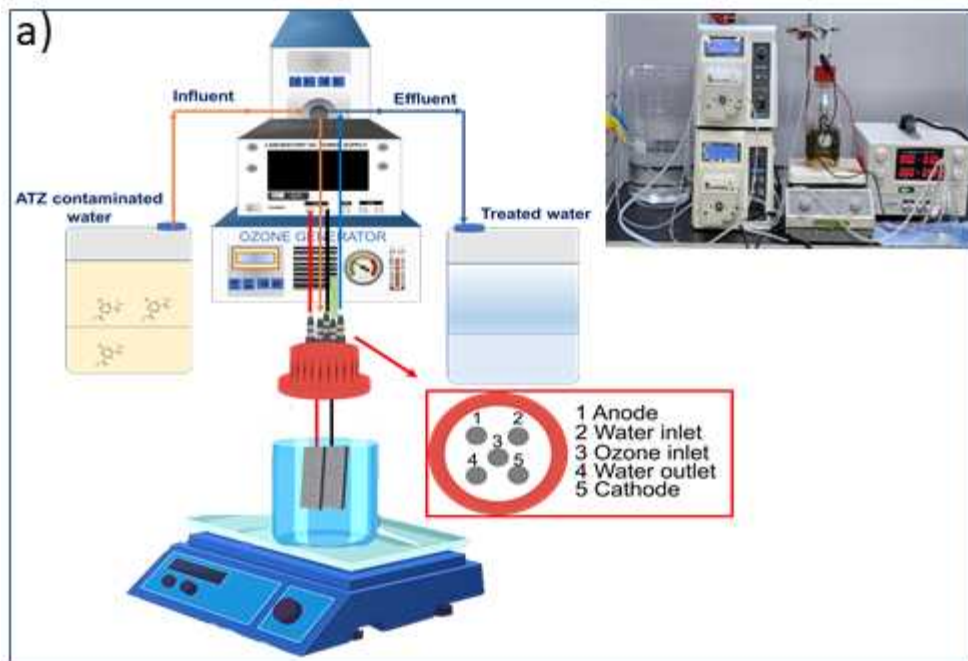 a)
Influent
Effluent
ATZ contaminated
water
Treated water
OZONE GENERATOR
1
2
3
4
5
1 Anode
2 Water inlet
3 Ozone inlet
4 Water outlet
5 Cathode